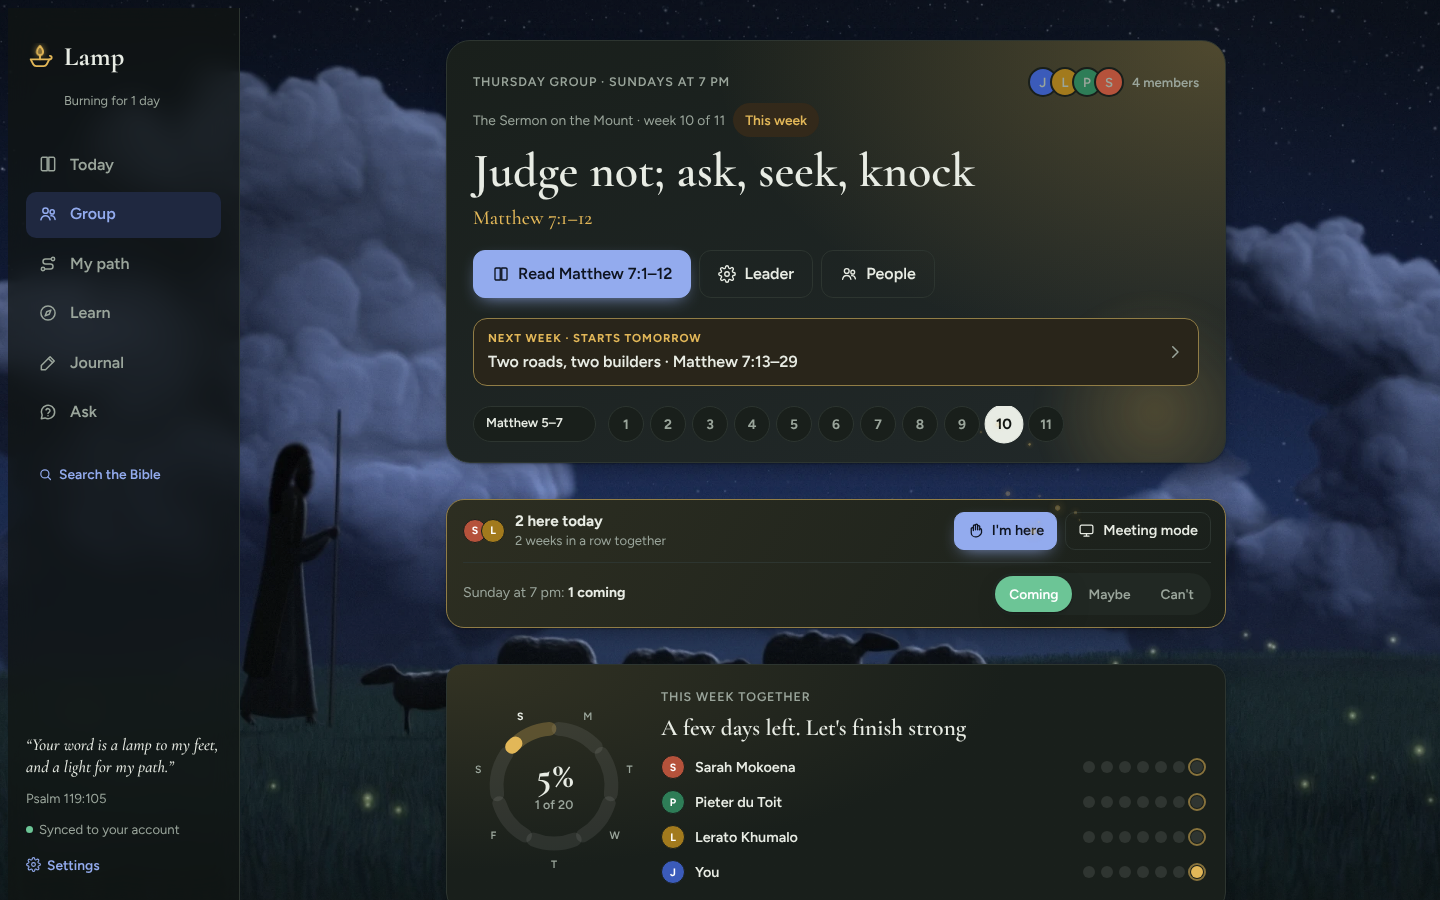 Lamp
Burning for 1 day
Today
Group
My path
Learn
Journal
Ask
Search the Bible
“Your word is a lamp to my feet,
and a light for my path.”
Psalm 119:105
Synced to your account
Settings
THURSDAY GROUP · SUNDAYS AT 7 PM
J L P S 4 members
The Sermon on the Mount · week 10 of 11 This week
Judge not; ask, seek, knock
Matthew 7:1–12
Read Matthew 7:1–12 Leader People
NEXT WEEK · STARTS TOMORROW
Two roads, two builders · Matthew 7:13–29
Matthew 5–7 1 2 3 4 5 6 7 8 9 10 11
S L 2 here today
2 weeks in a row together
I'm here Meeting mode
Sunday at 7 pm: 1 coming
Coming Maybe Can't
S M T W T F S
5%
1 of 20
THIS WEEK TOGETHER
A few days left. Let's finish strong
S Sarah Mokoena
P Pieter du Toit
L Lerato Khumalo
J You